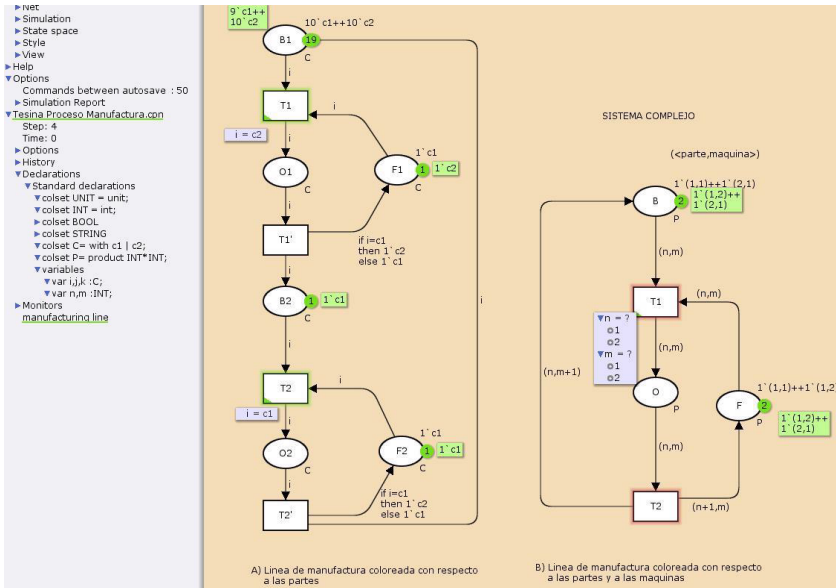 Net
Simulation
State space
Style
View
Help
Options
Commands between autosave : 50
Simulation Report
Tesina Proceso Manufactura.cpn
Step: 4
Time: 0
Options
History
Declarations
Standard declarations
colset UNIT = unit;
colset INT = int;
colset BOOL
colset STRING
colset C= with c1 | c2;
colset P= product INT*INT;
variables
var i,j,k :C;
var n,m :INT;
Monitors
manufacturing line
9`c1++
10`c2
10`c1++10`c2
B1
19
C
i
T1
i
i = c2
i
O1
C
F1
1`c1
1
1`c2
C
i
T1'
if i=c1
then 1`c2
else 1`c1
i
B2
1
1`c1
C
i
i
T2
i
i = c1
i
O2
C
F2
1`c1
1
1`c1
C
i
T2'
if i=c1
then 1`c2
else 1`c1
A) Linea de manufactura coloreada con respecto
a las partes
SISTEMA COMPLEJO
(<parte,maquina>)
1`(1,1)++1`(2,1)
B
2
1`(1,2)++
1`(2,1)
P
(n,m)
T1
(n,m)
n = ?
1
2
m = ?
1
2
(n,m)
(n,m+1)
O
P
1`(1,1)++1`(1,2
F
2
P
1`(1,2)++
1`(2,1)
(n,m)
T2
(n+1,m)
B) Linea de manufactura coloreada con respecto
a las partes y a las maquinas